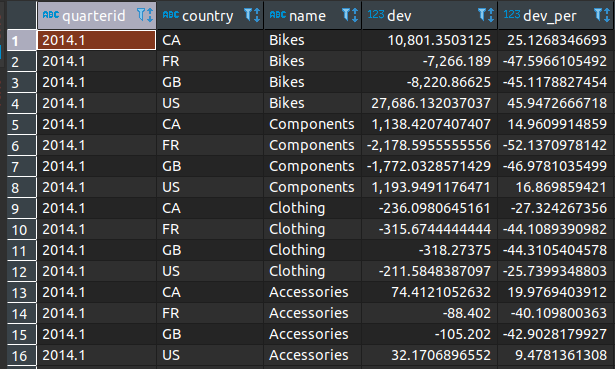 ABC quarterid ABC country ABC name 123 dev 123 dev_per
1 2014.1 CA Bikes 10,801.3503125 25.1268346693
2 2014.1 FR Bikes -7,266.189 -47.5966105492
3 2014.1 GB Bikes -8,220.86625 -45.1178827454
4 2014.1 US Bikes 27,686.132037037 45.9472666718
5 2014.1 CA Components 1,138.4207407407 14.9609914859
6 2014.1 FR Components -2,178.5955555556 -52.1370978142
7 2014.1 GB Components -1,772.0328571429 -46.9781035499
8 2014.1 US Components 1,193.9491176471 16.869859421
9 2014.1 CA Clothing -236.0980645161 -27.324267356
10 2014.1 FR Clothing -315.6744444444 -44.1089390982
11 2014.1 GB Clothing -318.27375 -44.3105404578
12 2014.1 US Clothing -211.5848387097 -25.7399348803
13 2014.1 CA Accessories 74.4121052632 19.9769403912
14 2014.1 FR Accessories -88.402 -40.109800363
15 2014.1 GB Accessories -105.202 -42.9028179927
16 2014.1 US Accessories 32.1706896552 9.4781361308